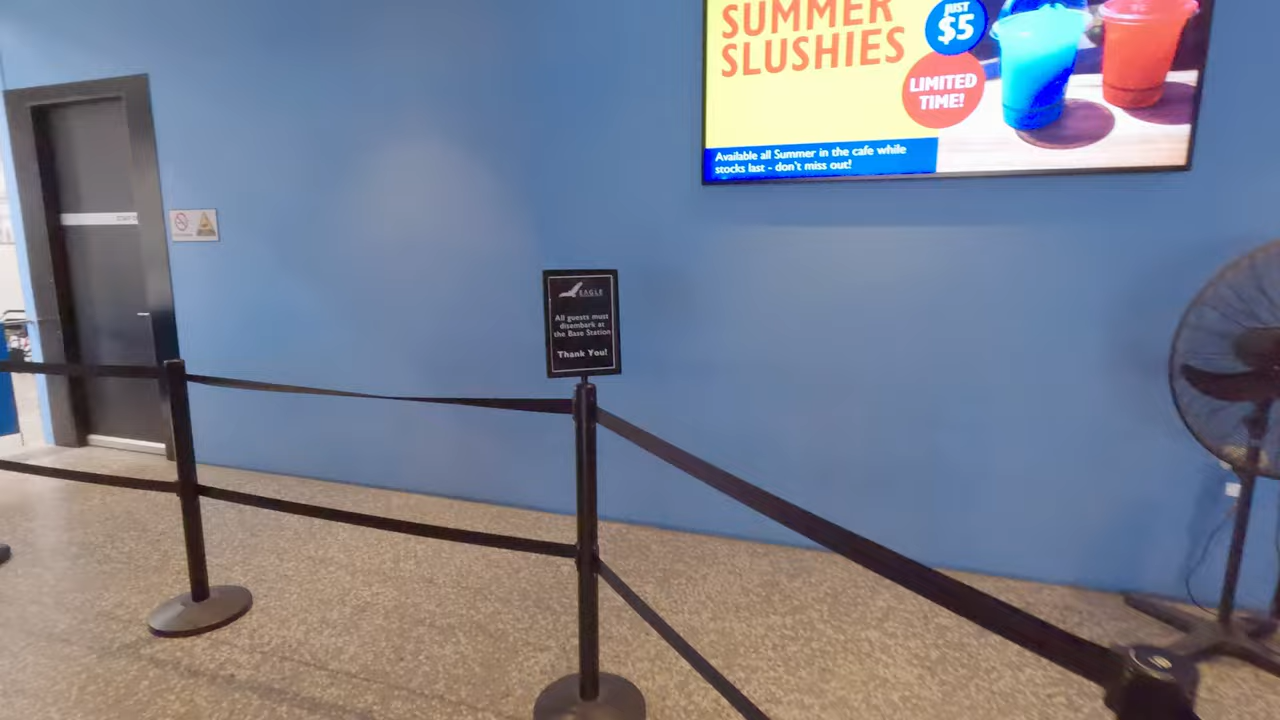 SUMMER
SLUSHIES
JUST
$5
LIMITED
TIME!
Available all Summer in the cafe while
stocks last - don't miss out!
EAGLE
All guests must
disembark at
the Base Station
Thank You!